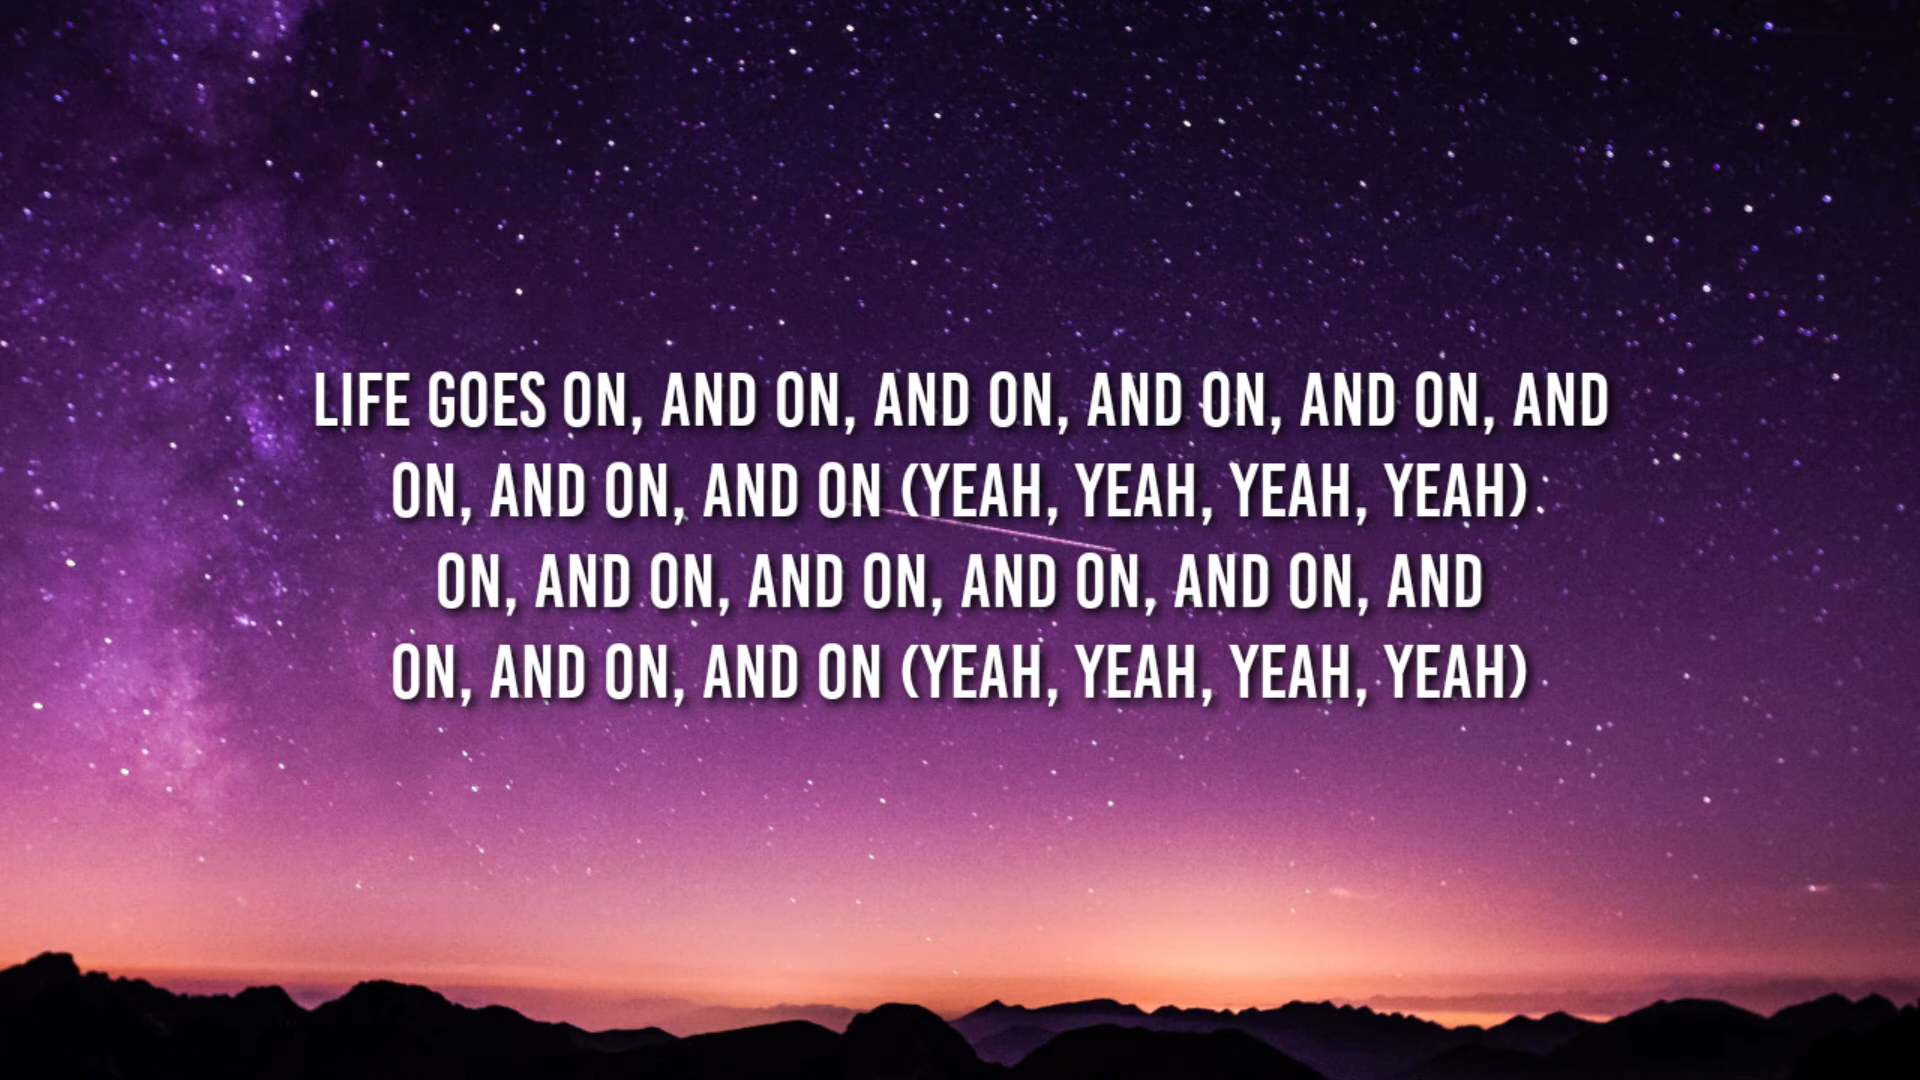 LIFE GOES ON, AND ON, AND ON, AND ON, AND ON, AND
ON, AND ON, AND ON (YEAH, YEAH, YEAH, YEAH)
ON, AND ON, AND ON, AND ON, AND ON, AND
ON, AND ON, AND ON (YEAH, YEAH, YEAH, YEAH)